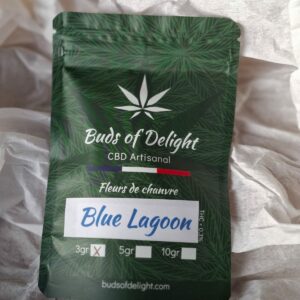 Buds of Delight
CBD Artisanal
Fleurs de chanvre
Blue Lagoon
3gr X 5gr 10gr
budsofdelight.com